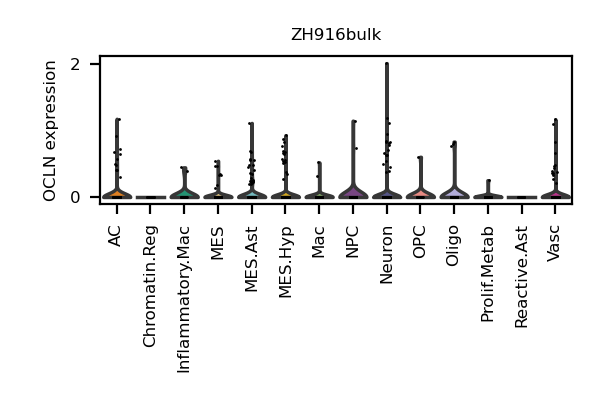 ZH916bulk
OCLN expression
2
0
AC
Chromatin.Reg
Inflammatory.Mac
MES
MES.Ast
MES.Hyp
Mac
NPC
Neuron
OPC
Oligo
Prolif.Metab
Reactive.Ast
Vasc